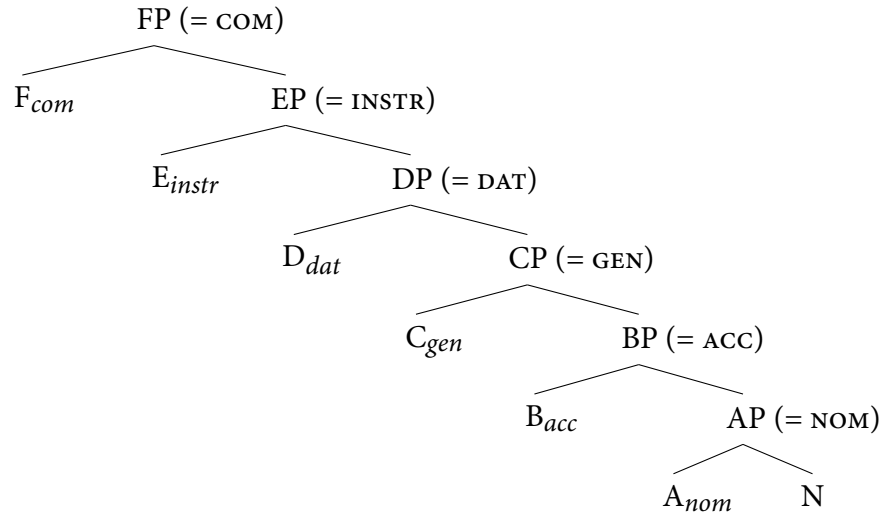 FP (= COM)
F_com EP (= INSTR)
E_instr DP (= DAT)
D_dat CP (= GEN)
C_gen BP (= ACC)
B_acc AP (= NOM)
A_nom N